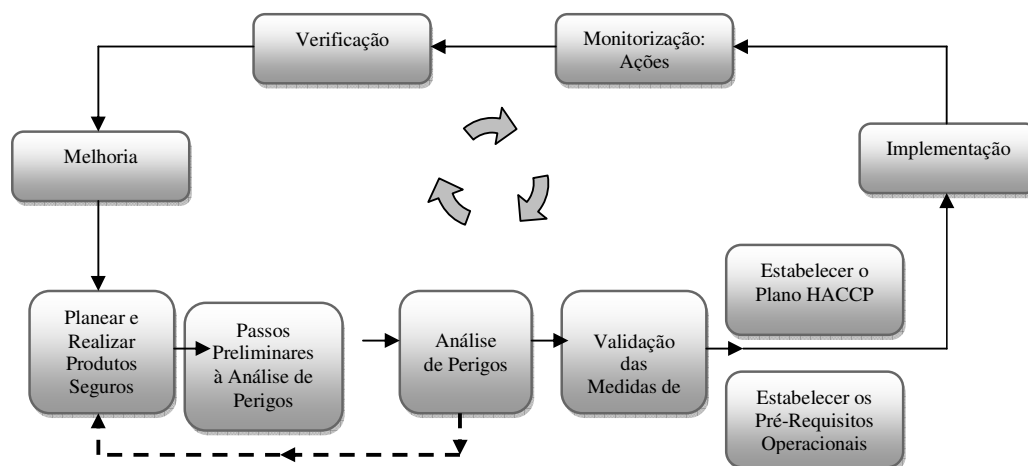 Verificação
Monitorização:
Ações
Melhoria
Implementação
Planear e
Realizar
Produtos
Seguros
Passos
Preliminares
à Análise de
Perigos
Análise
de Perigos
Validação
das
Medidas de
Estabelecer o
Plano HACCP
Estabelecer os
Pré-Requisitos
Operacionais